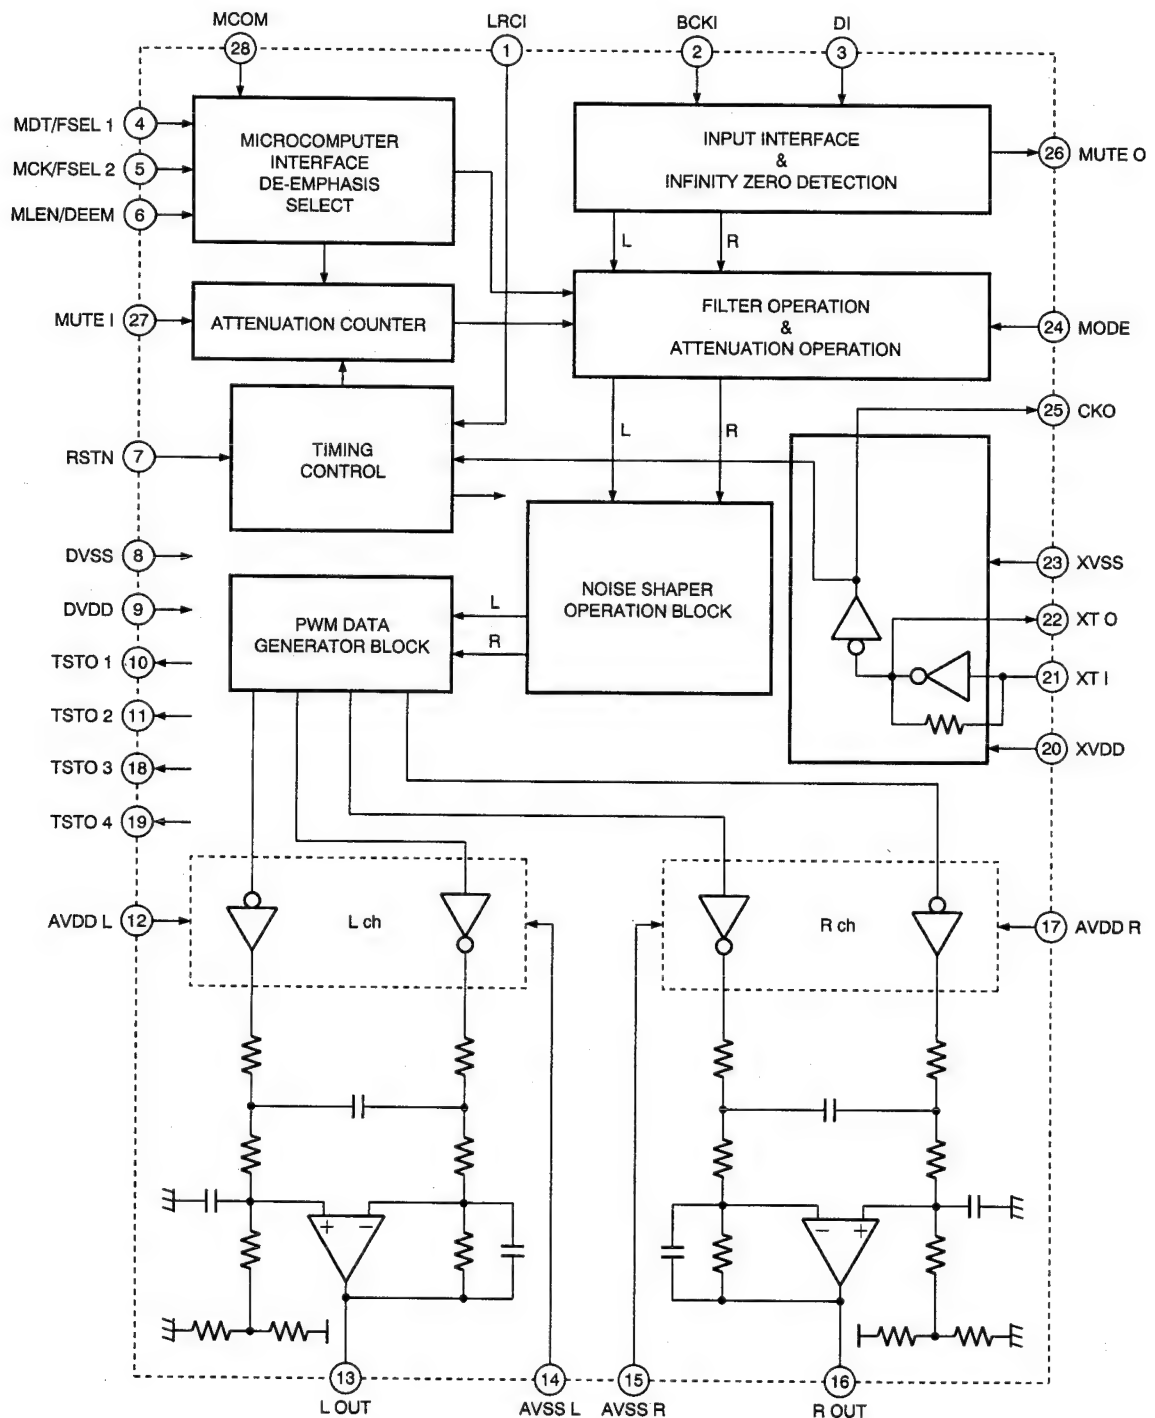 MCOM
28
LRCI
1
BCKI
2
DI
3
MDT/FSEL 1
4
MCK/FSEL 2
5
MLEN/DEEM
6
MICROCOMPUTER
INTERFACE
DE-EMPHASIS
SELECT
INPUT INTERFACE
&
INFINITY ZERO DETECTION
26
MUTE O
L
R
MUTE I
27
ATTENUATION COUNTER
FILTER OPERATION
&
ATTENUATION OPERATION
24
MODE
25
CKO
RSTN
7
TIMING
CONTROL
L
R
DVSS
8
DVDD
9
TSTO 1
10
TSTO 2
11
TSTO 3
18
TSTO 4
19
PWM DATA
GENERATOR BLOCK
L
R
NOISE SHAPER
OPERATION BLOCK
23
XVSS
22
XT O
21
XT I
20
XVDD
AVDD L
12
L ch
R ch
17
AVDD R
+
−
−
+
13
L OUT
14
AVSS L
15
AVSS R
16
R OUT